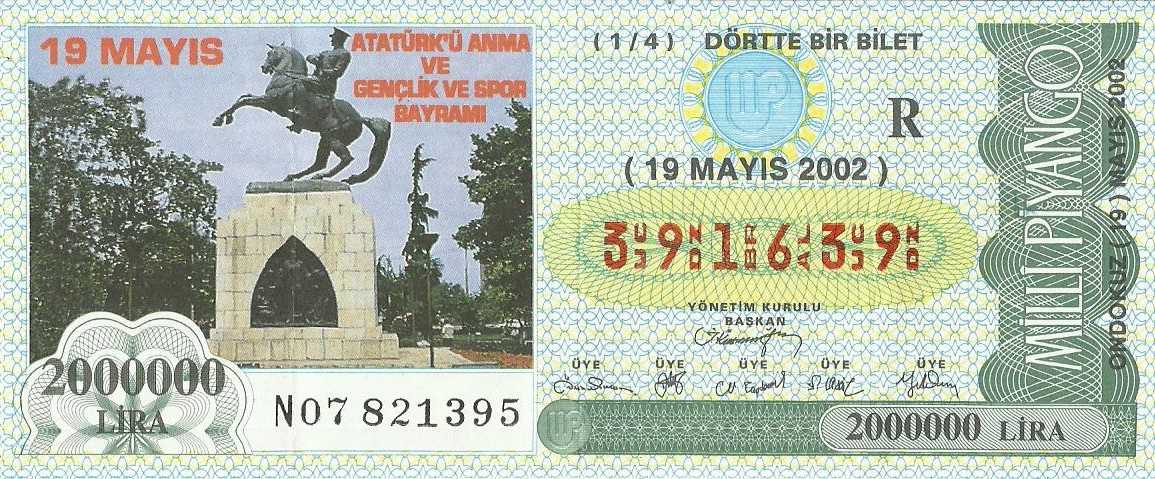 19 MAYIS
ATATÜRK'Ü ANMA
VE
GENÇLİK VE SPOR
BAYRAMI
2000000
LİRA
N07 821395
( 1 / 4 ) DÖRTTE BİR BİLET
R
( 19 MAYIS 2002 )
391639
YÖNETİM KURULU
BAŞKAN
ÜYE ÜYE ÜYE ÜYE ÜYE
2000000 LİRA
MİLLİ PİYANGO
ONDOKUZ ( 19 ) MAYIS 2002